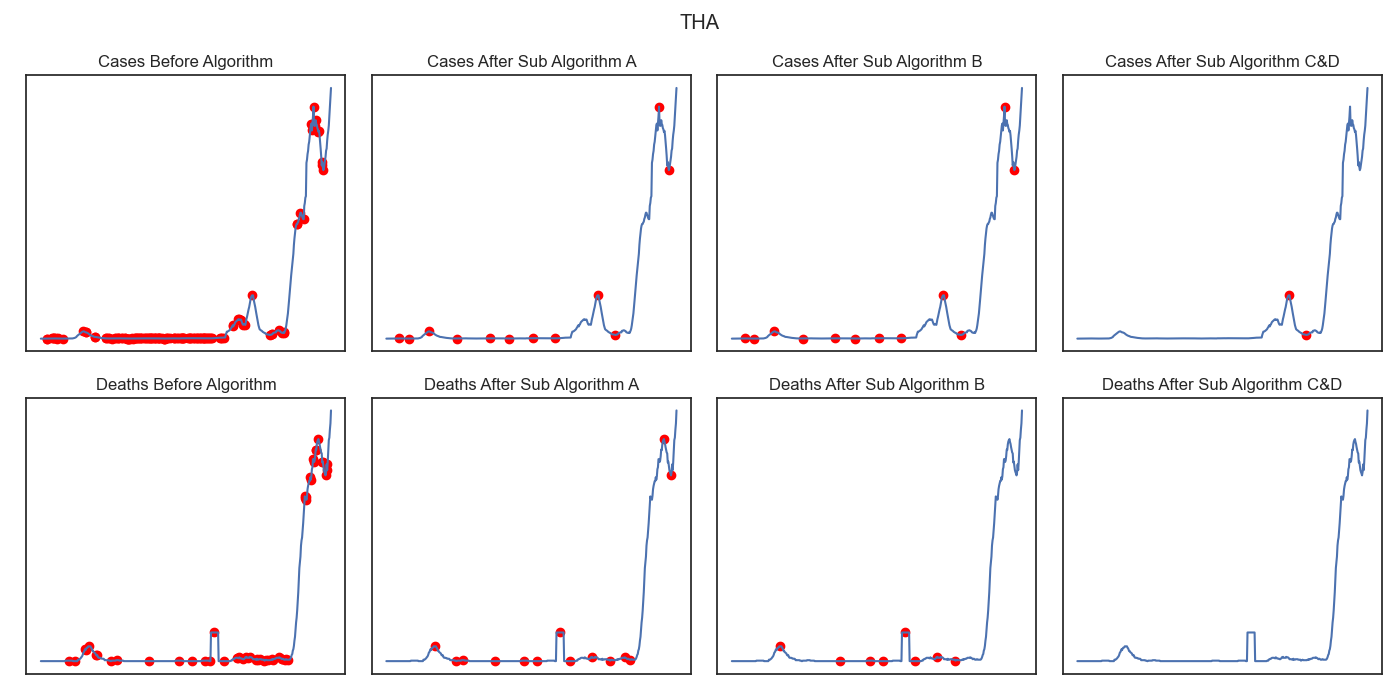 THA
Cases Before Algorithm
Cases After Sub Algorithm A
Cases After Sub Algorithm B
Cases After Sub Algorithm C&D
Deaths Before Algorithm
Deaths After Sub Algorithm A
Deaths After Sub Algorithm B
Deaths After Sub Algorithm C&D